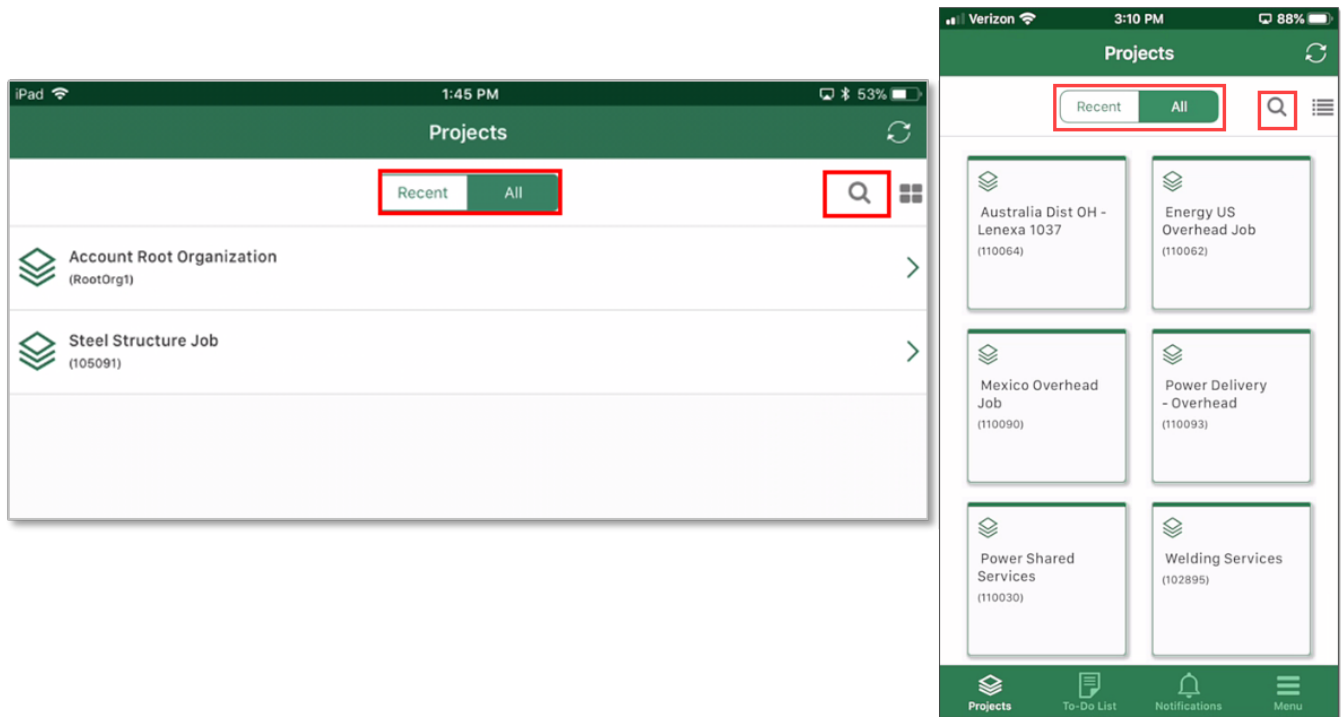 iPad 1:45 PM 53%
Projects
Recent All
Account Root Organization
(RootOrg1)
Steel Structure Job
(105091)
Verizon 3:10 PM 88%
Projects
Recent All
Australia Dist OH -
Lenexa 1037
(110064)
Energy US
Overhead Job
(110062)
Mexico Overhead
Job
(110090)
Power Delivery
- Overhead
(110093)
Power Shared
Services
(110030)
Welding Services
(102895)
Projects To-Do List Notifications Menu